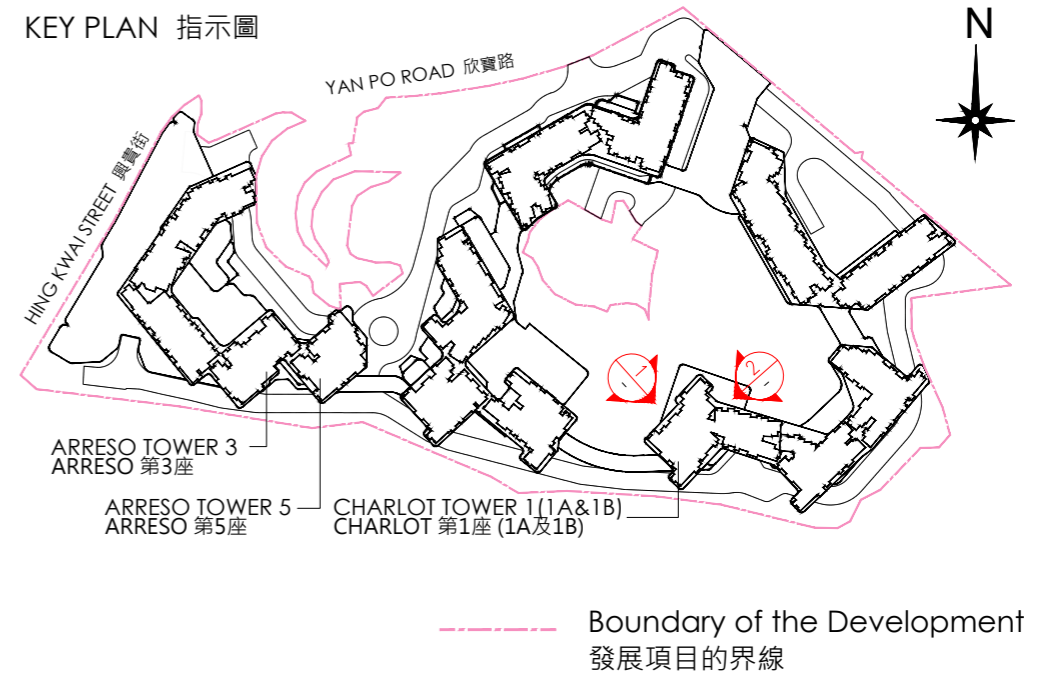 KEY PLAN 指示圖
N
YAN PO ROAD 欣寶路
HING KWAI STREET 興貴街
1
2
ARRESO TOWER 3
ARRESO 第3座
ARRESO TOWER 5
ARRESO 第5座
CHARLOT TOWER 1(1A&1B)
CHARLOT 第1座 (1A及1B)
Boundary of the Development
發展項目的界線